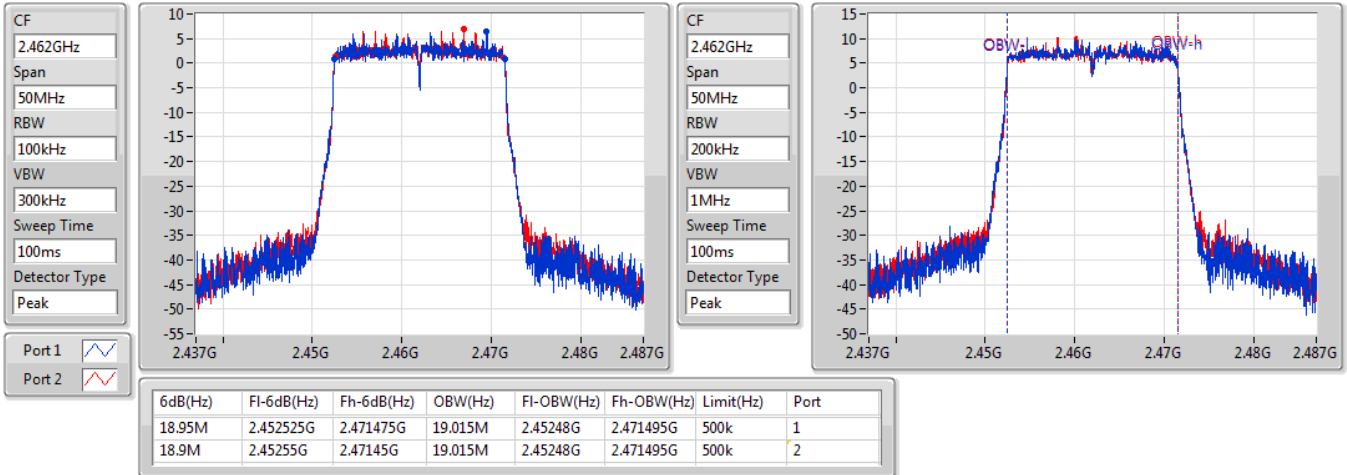 CF
2.462GHz
Span
50MHz
RBW
100kHz
VBW
300kHz
Sweep Time
100ms
Detector Type
Peak
Port 1
Port 2
10
5
0
-5
-10
-15
-20
-25
-30
-35
-40
-45
-50
-55
2.437G 2.45G 2.46G 2.47G 2.48G 2.487G
CF
2.462GHz
Span
50MHz
RBW
200kHz
VBW
1MHz
Sweep Time
100ms
Detector Type
Peak
15
10
5
0
-5
-10
-15
-20
-25
-30
-35
-40
-45
-50
OBW-l OBW-h
2.437G 2.45G 2.46G 2.47G 2.48G 2.487G
6dB(Hz) Fl-6dB(Hz) Fh-6dB(Hz) OBW(Hz) Fl-OBW(Hz) Fh-OBW(Hz) Limit(Hz) Port
18.95M 2.452525G 2.471475G 19.015M 2.45248G 2.471495G 500k 1
18.9M 2.45255G 2.47145G 19.015M 2.45248G 2.471495G 500k 2